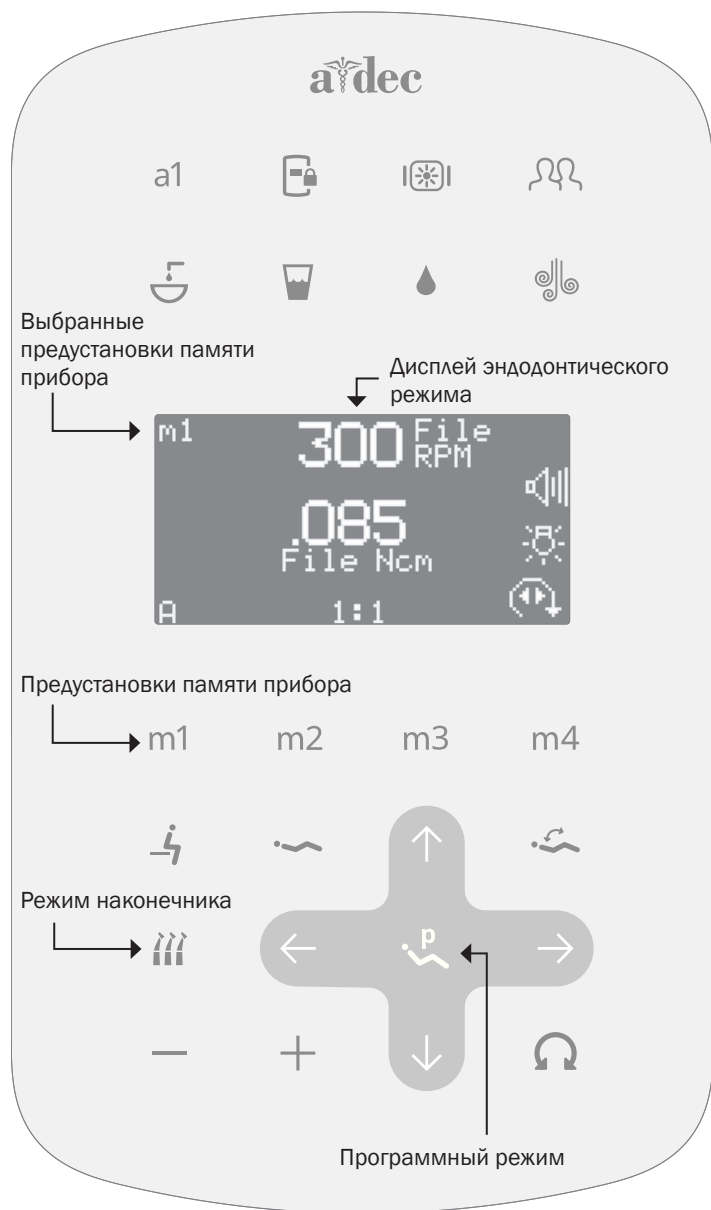 a dec
a1
Выбранные
предустановки памяти
прибора
Дисплей эндодонтического
режима
m1
300 File
RPM
.085
File Ncm
A 1:1
Предустановки памяти прибора
m1 m2 m3 m4
Режим наконечника
p
Программный режим